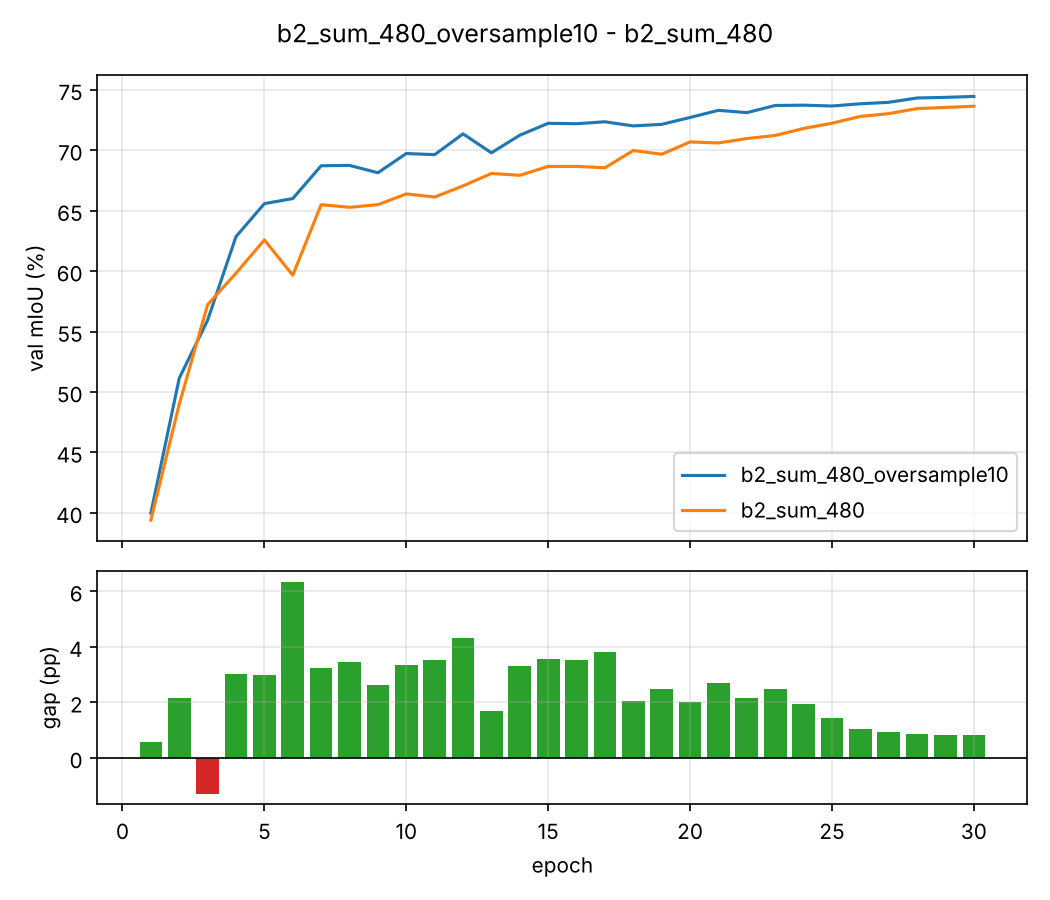 b2_sum_480_oversample10 - b2_sum_480
75
70
65
60
55
50
45
40
val mIoU (%)
b2_sum_480_oversample10
b2_sum_480
6
4
2
0
gap (pp)
0 5 10 15 20 25 30
epoch